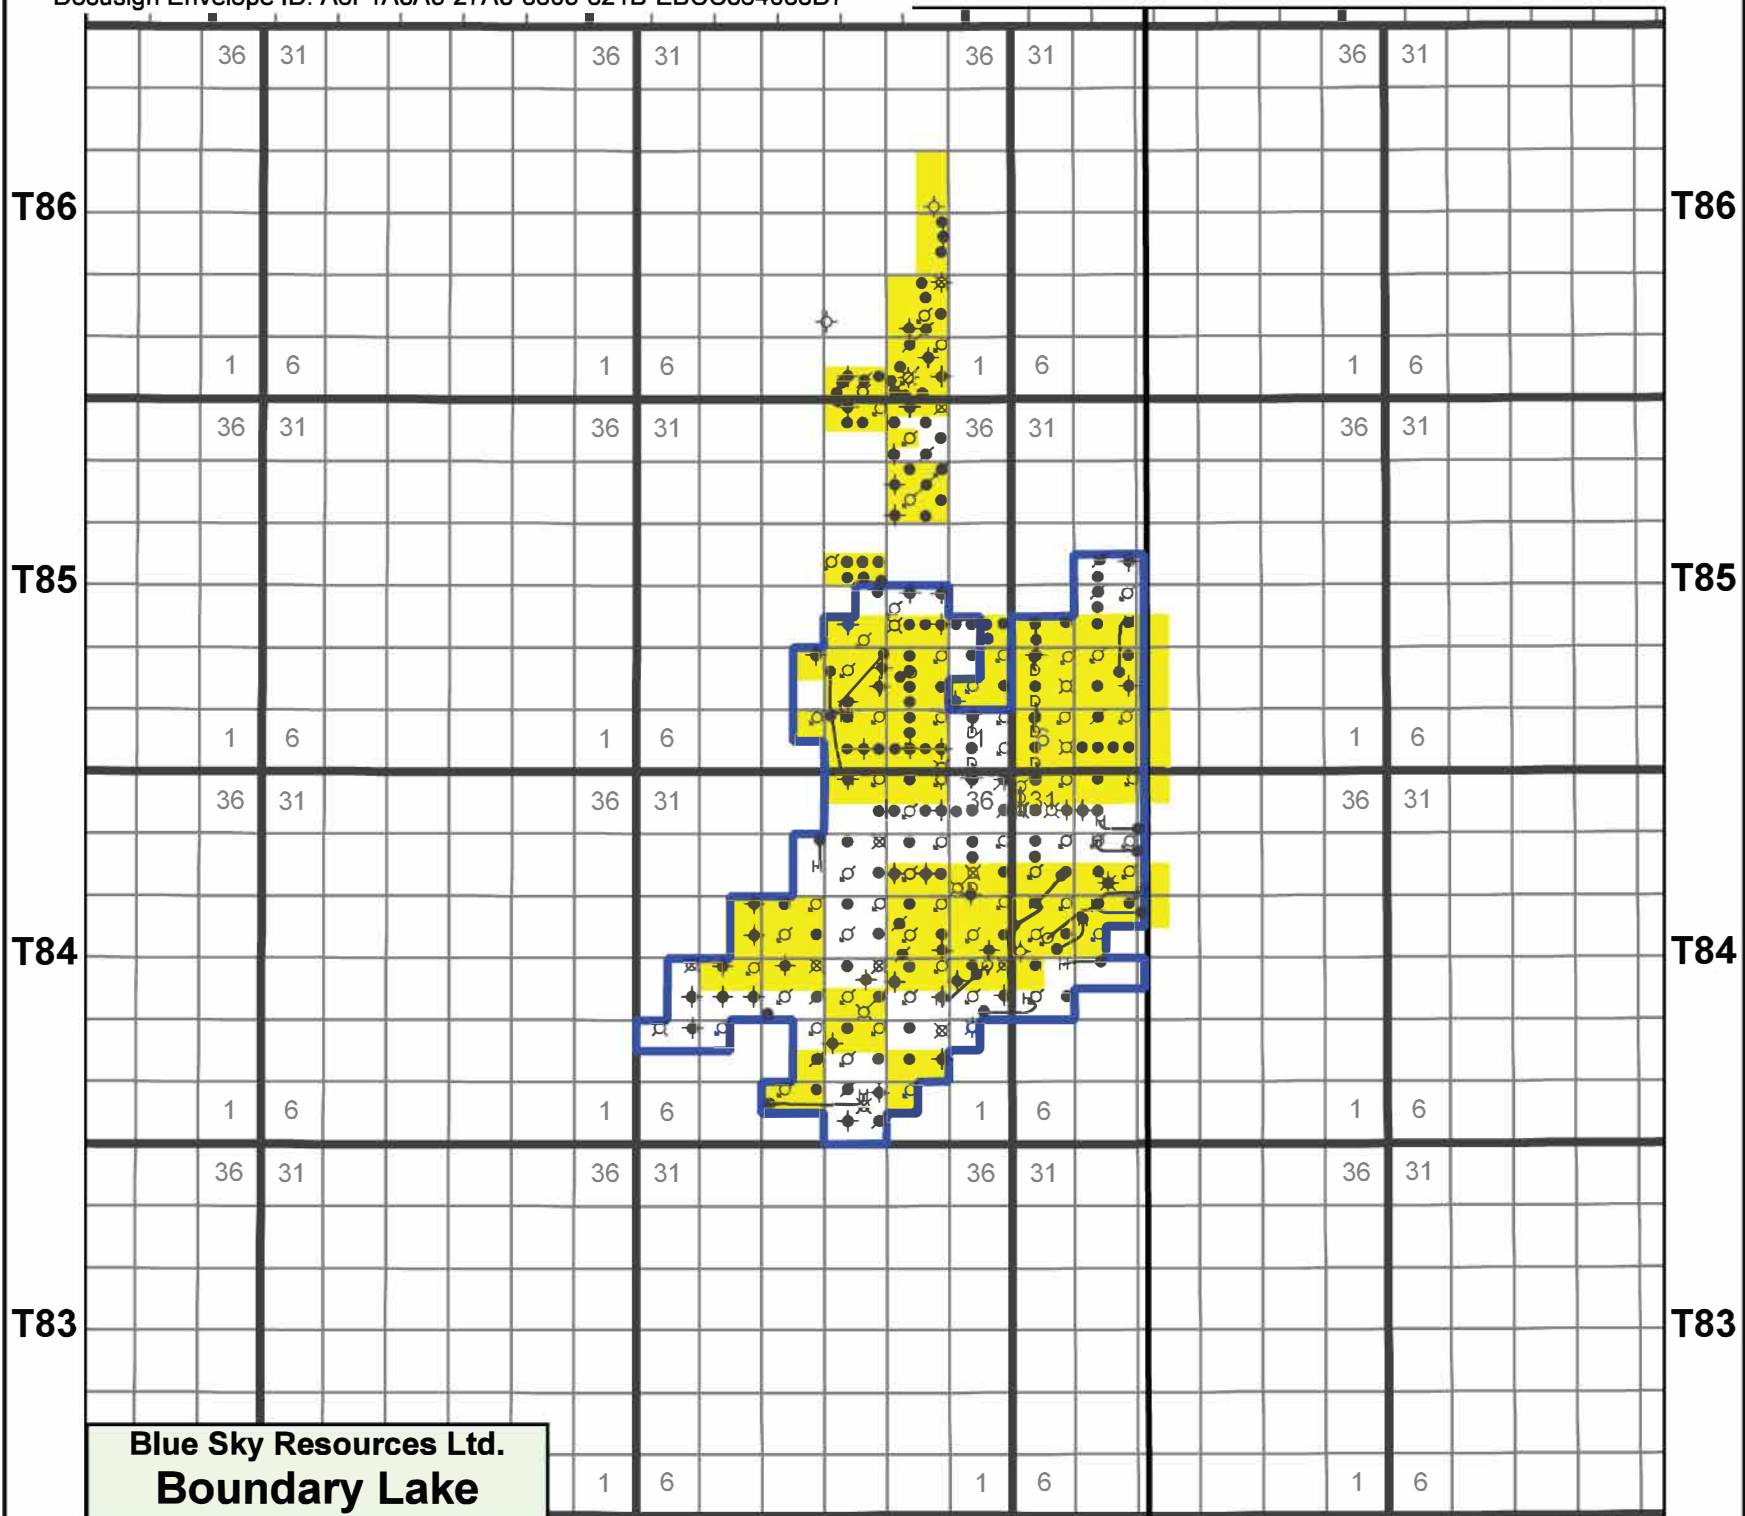 Docusign Envelope ID:
36 31 36 31 36 31 36 31
T86 T86
1 6 1 6 1 6 1 6
36 31 36 31 36 31 36 31
T85 T85
1 6 1 6 1 6 1 6
36 31 36 31 36 31 36 31
T84 T84
1 6 1 6 1 6 1 6
36 31 36 31 36 31 36 31
T83 T83
Blue Sky Resources Ltd.
Boundary Lake
1 6 1 6 1 6